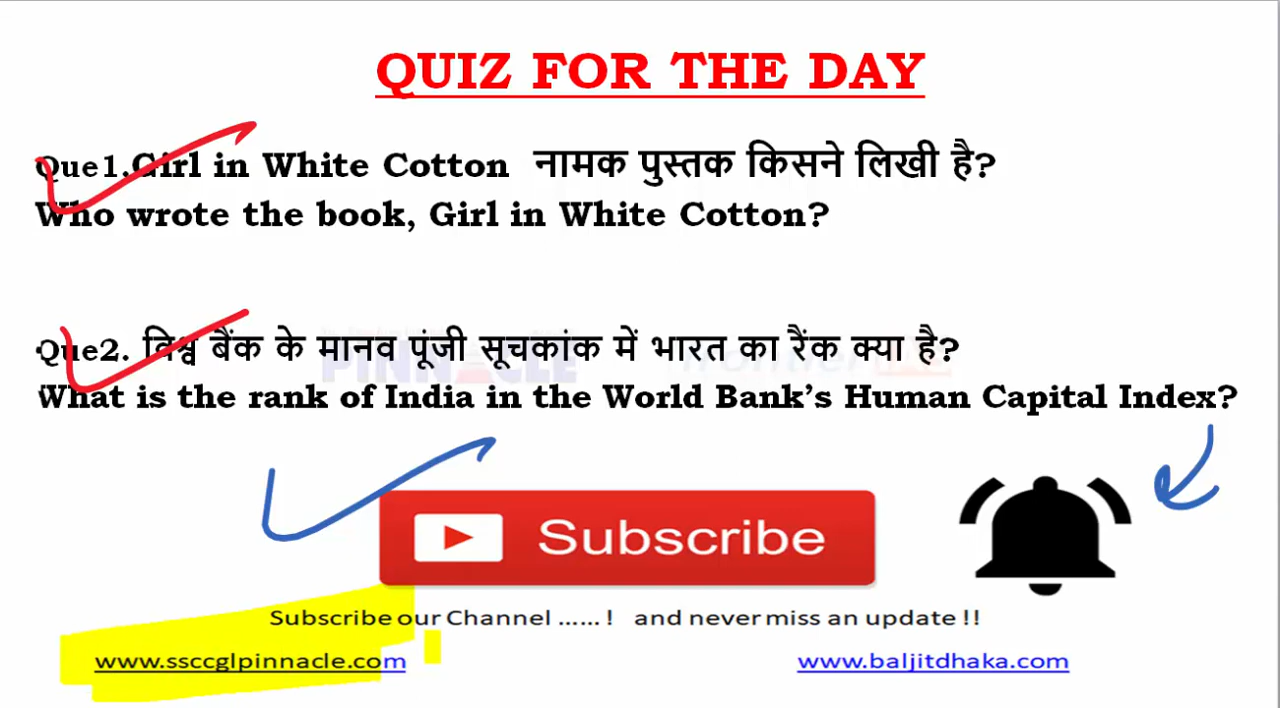 QUIZ FOR THE DAY
Que1.Girl in White Cotton नामक पुस्तक किसने लिखी है?
Who wrote the book, Girl in White Cotton?
Que2. विश्व बैंक के मानव पूंजी सूचकांक में भारत का रैंक क्या है?
PINNACLE
What is the rank of India in the World Bank's Human Capital Index?
Subscribe
Subscribe our Channel ...... ! and never miss an update !!
www.ssccglpinnacle.com www.baljitdhaka.com